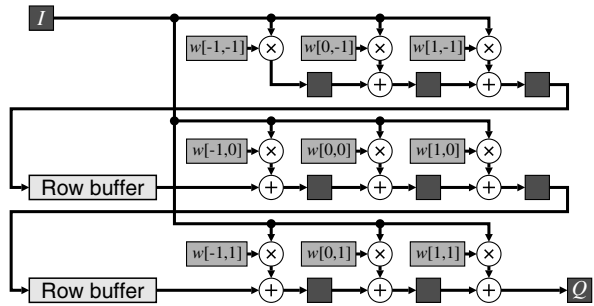 I
w[-1,-1] × w[0,-1] × w[1,-1] ×
+ +
w[-1,0] × w[0,0] × w[1,0] ×
Row buffer + + +
w[-1,1] × w[0,1] × w[1,1] ×
Row buffer + + + Q